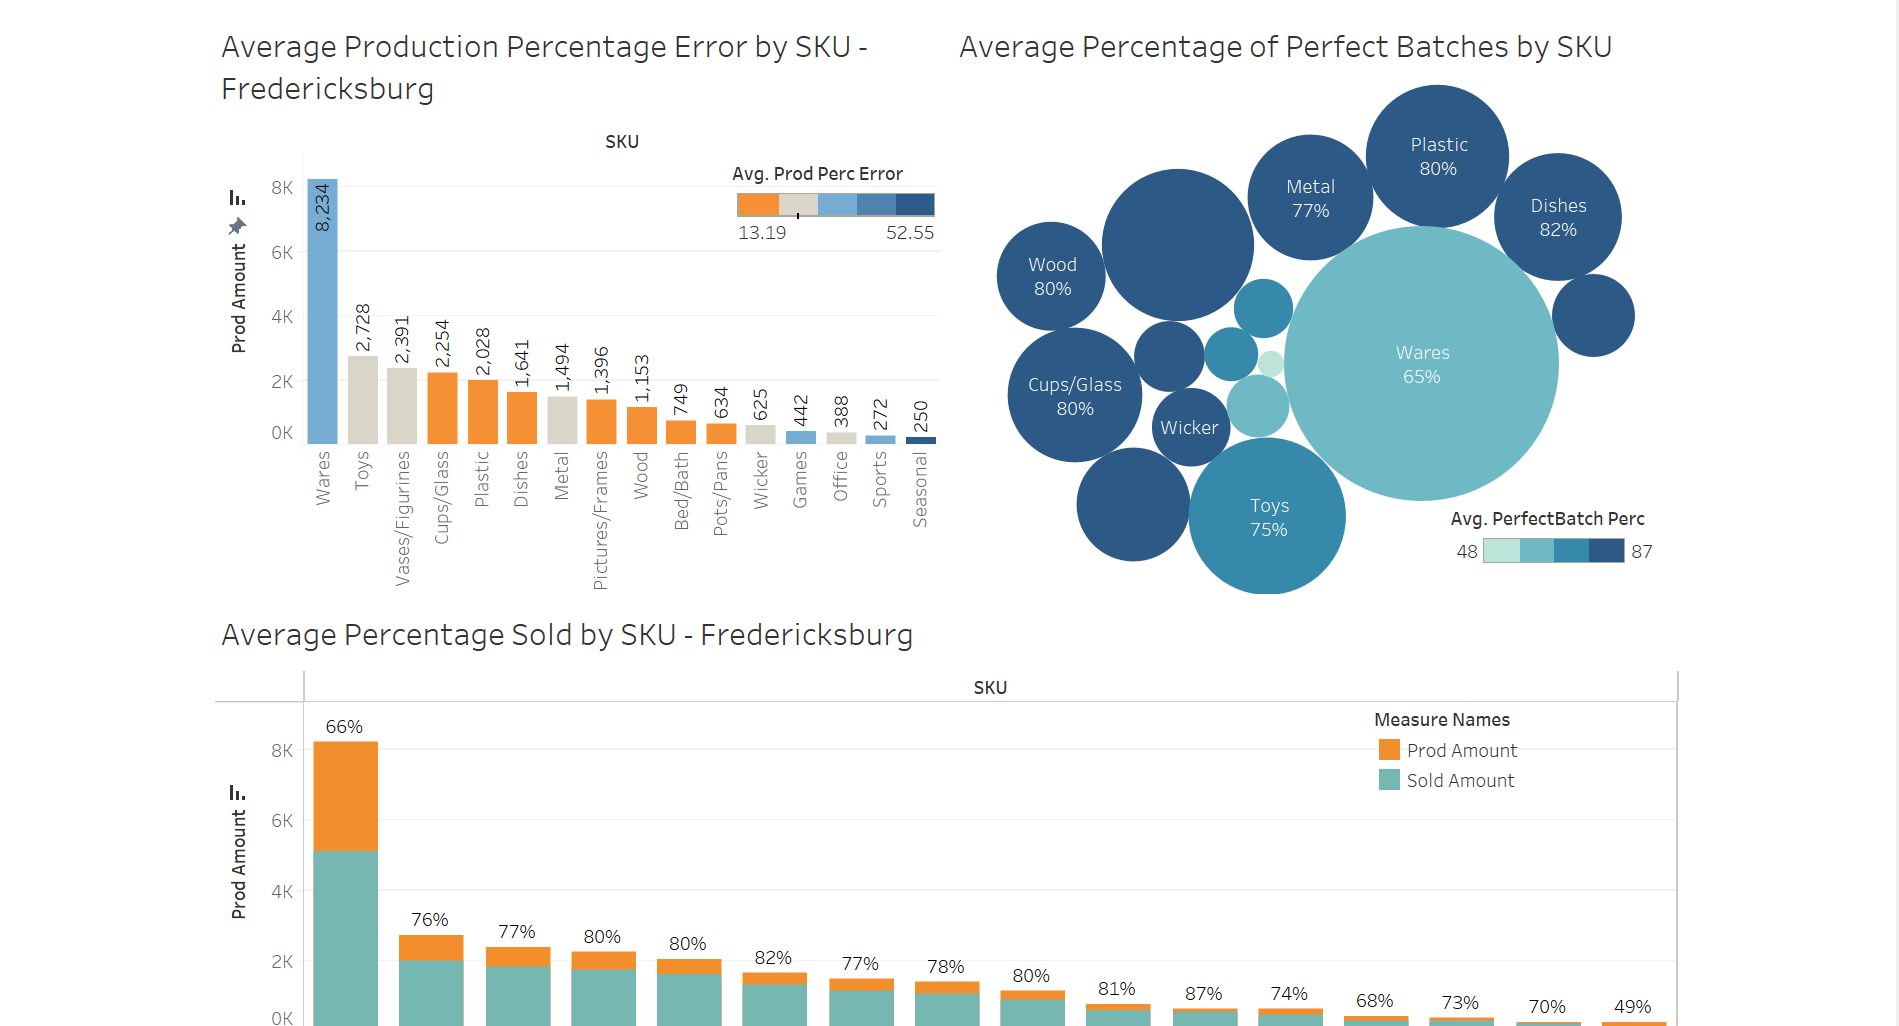 Average Production Percentage Error by SKU -
Fredericksburg
SKU
Avg. Prod Perc Error
13.19
52.55
Prod Amount
8K
6K
4K
2K
0K
8,234
2,728
2,391
2,254
2,028
1,641
1,494
1,396
1,153
749
634
625
442
388
272
250
Wares
Toys
Vases/Figurines
Cups/Glass
Plastic
Dishes
Metal
Pictures/Frames
Wood
Bed/Bath
Pots/Pans
Wicker
Games
Office
Sports
Seasonal
Average Percentage of Perfect Batches by SKU
Plastic
80%
Metal
77%
Dishes
82%
Wood
80%
Wares
65%
Cups/Glass
80%
Wicker
Toys
75%
Avg. PerfectBatch Perc
48
87
Average Percentage Sold by SKU - Fredericksburg
SKU
Measure Names
Prod Amount
Sold Amount
Prod Amount
8K
6K
4K
2K
0K
66%
76%
77%
80%
80%
82%
77%
78%
80%
81%
87%
74%
68%
73%
70%
49%